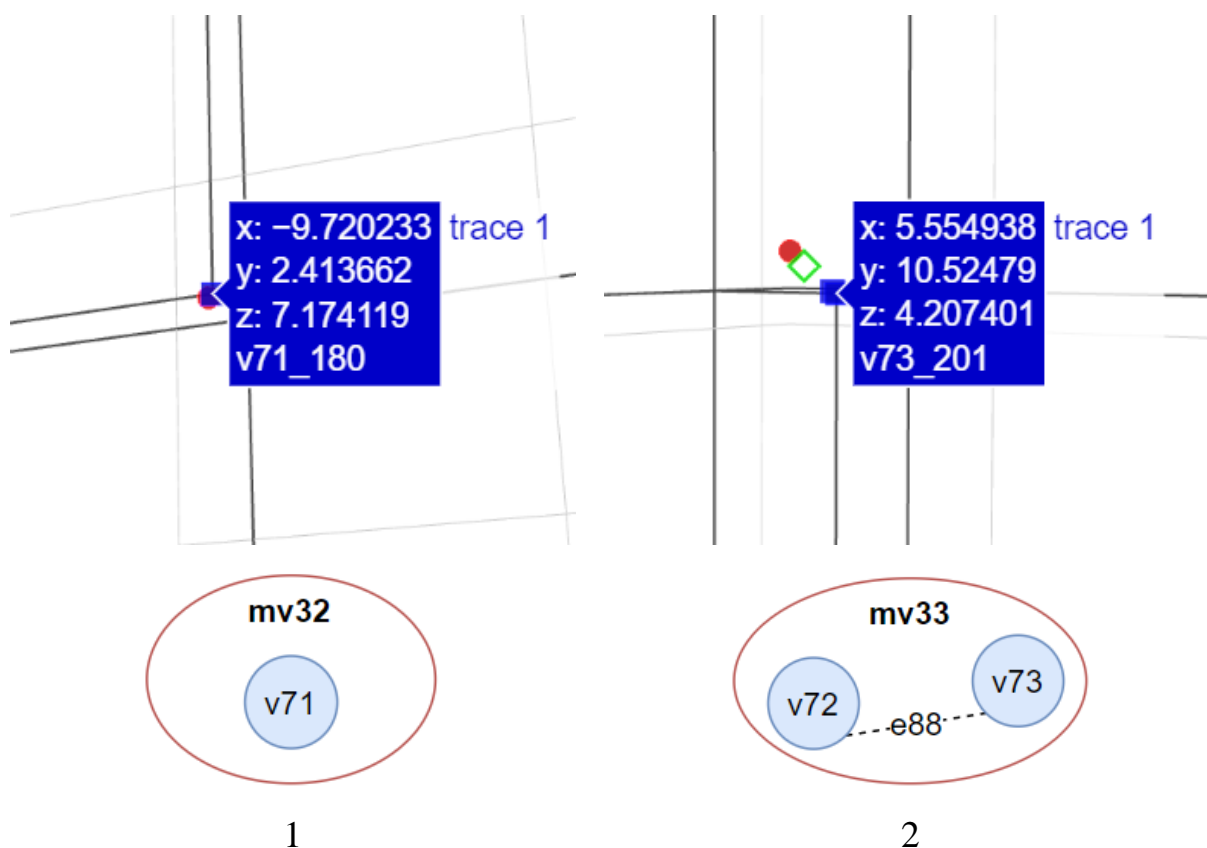 x: −9.720233 trace 1
y: 2.413662
z: 7.174119
v71_180
x: 5.554938 trace 1
y: 10.52479
z: 4.207401
v73_201
mv32
v71
mv33
v72
e88
v73
1
2